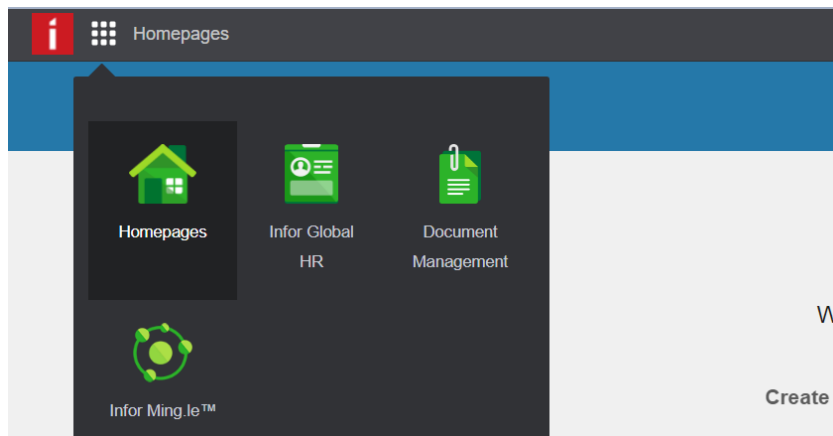 Homepages
Homepages
Infor Global
HR
Document
Management
Infor Ming.le™
W
Create